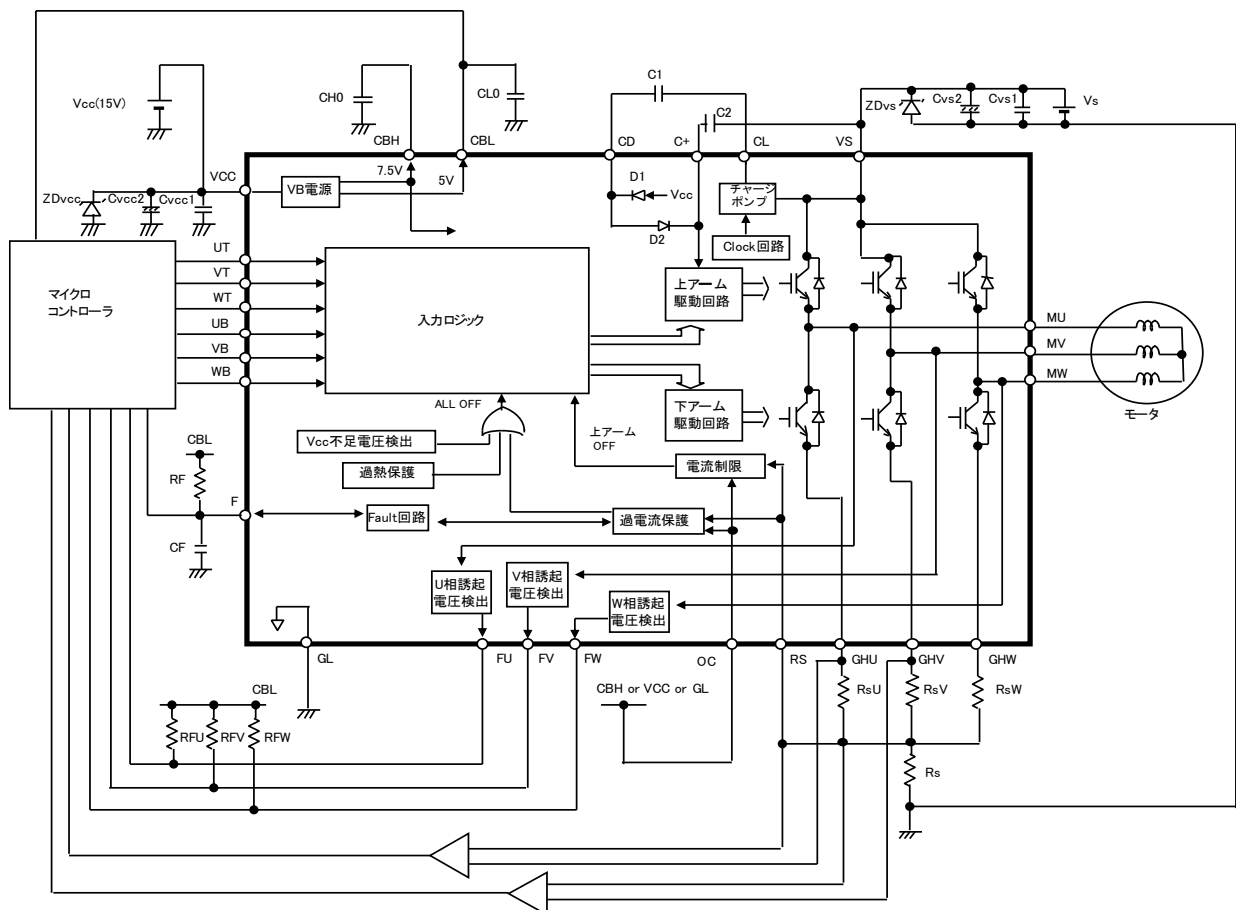 C1
Vcc(15V)
CH0
CL0
C2
ZDvs
Cvs2
Cvs1
Vs
CBH
CBL
CD
C+
CL
VS
7.5V
5V
VCC
VB電源
D1
Vcc
チャージ
ポンプ
ZDvcc
Cvcc2
Cvcc1
D2
Clock回路
UT
VT
WT
UB
VB
WB
マイクロ
コントローラ
入力ロジック
上アーム
駆動回路
下アーム
駆動回路
MU
MV
MW
モータ
ALL OFF
上アーム
OFF
Vcc不足電圧検出
過熱保護
電流制限
CBL
RF
F
CF
Fault回路
過電流保護
U相誘起
電圧検出
V相誘起
電圧検出
W相誘起
電圧検出
GL
FU
FV
FW
OC
RS
GHU
GHV
GHW
CBL
CBH or VCC or GL
RsU
RsV
RsW
RFU
RFV
RFW
Rs